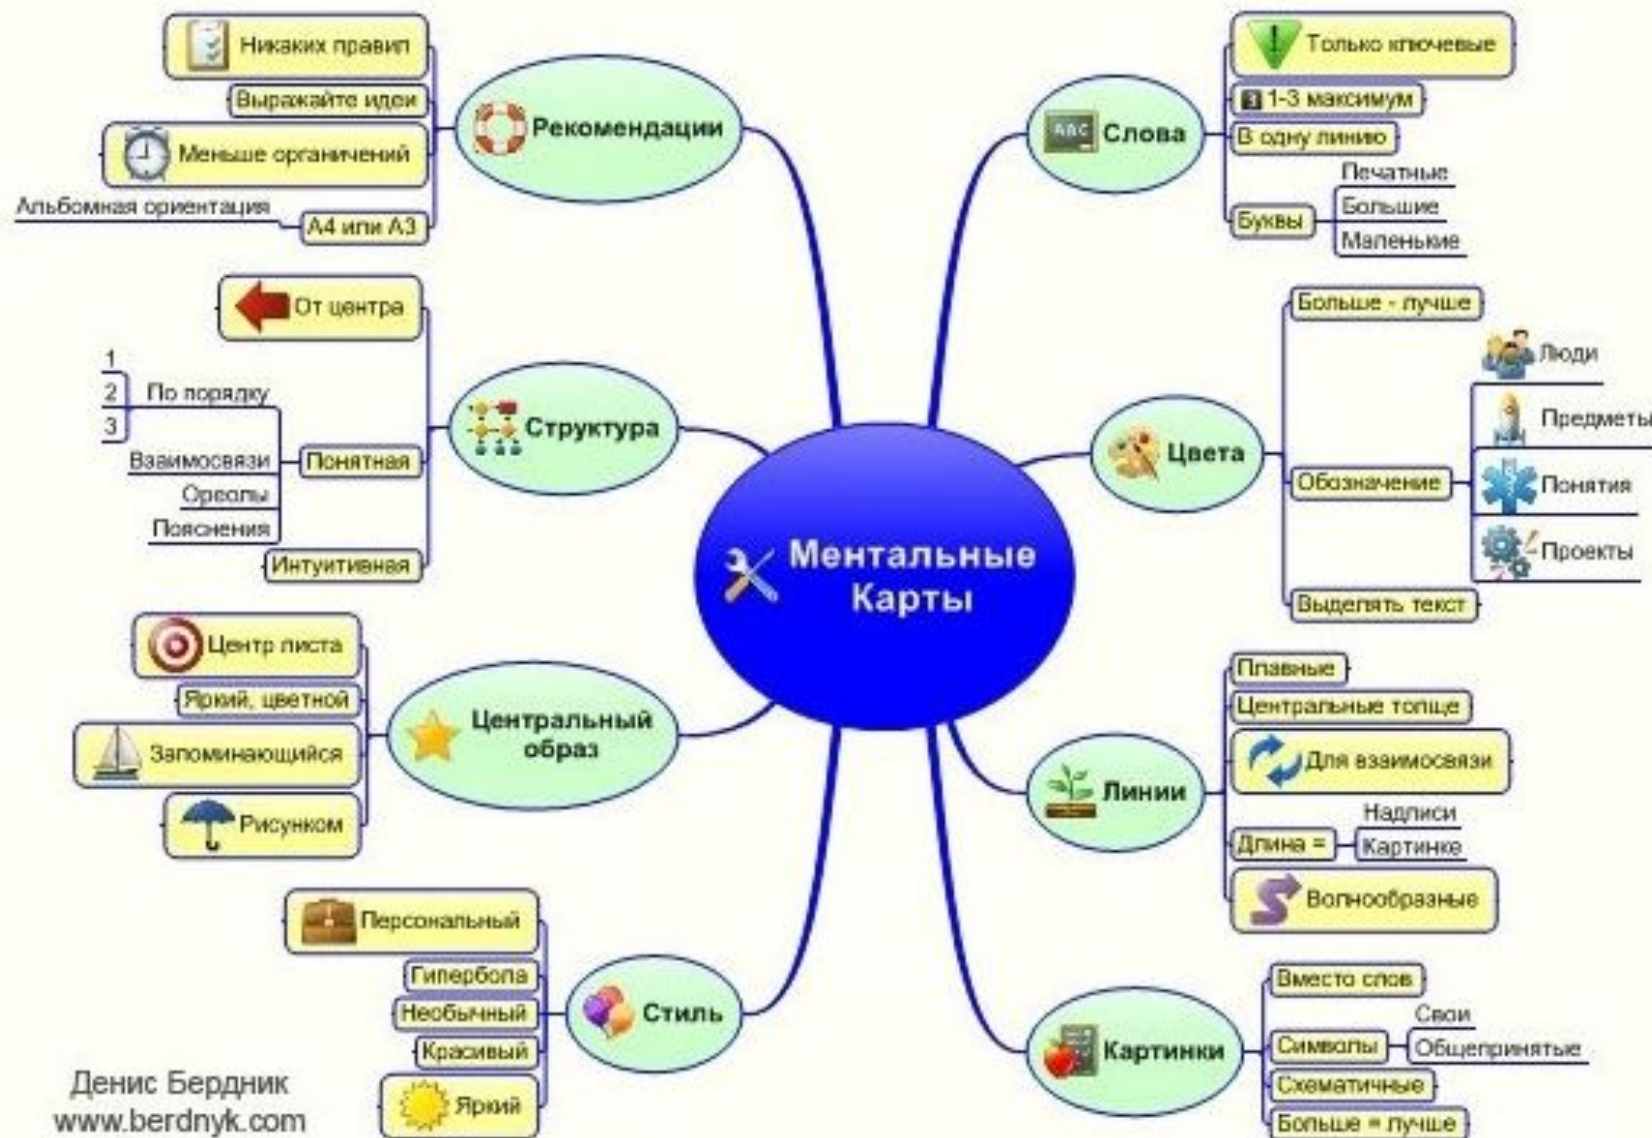 Ментальные
Карты
Рекомендации
Никаких правил
Выражайте идеи
Меньше органичений
А4 или А3
Альбомная ориентация
Структура
От центра
Понятная
По порядку
1
2
3
Взаимосвязи
Ореолы
Пояснения
Интуитивная
Центральный
образ
Центр листа
Яркий, цветной
Запоминающийся
Рисунком
Стиль
Персональный
Гипербола
Необычный
Красивый
Яркий
Слова
ABC
Только ключевые
3 1-3 максимум
В одну линию
Буквы
Печатные
Большие
Маленькие
Цвета
Больше - лучше
Обозначение
Люди
Предметы
Понятия
Проекты
Выделять текст
Линии
Плавные
Центральные толще
Для взаимосвязи
Длина =
Надписи
Картинке
Волнообразные
Картинки
Вместо слов
Символы
Свои
Общепринятые
Схематичные
Больше = лучше
Денис Бердник
www.berdnyk.com